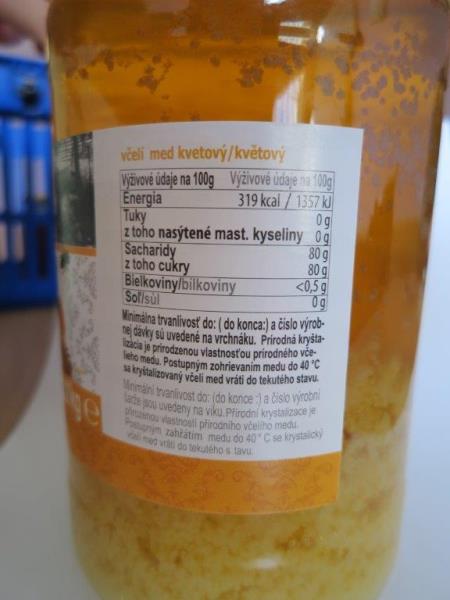 včelí med kvetový/květový
Výživové údaje na 100g Výživové údaje na 100g
Energia 319 kcal / 1357 kJ
Tuky 0 g
z toho nasýtené mast. kyseliny 0 g
Sacharidy 80 g
z toho cukry 80 g
Bielkoviny/bílkoviny <0,5 g
Soľ/sůl 0 g
Minimálna trvanlivosť do: ( do konca:) a číslo výrob-
nej dávky sú uvedené na vrchnáku. Prírodná kryšta-
lizácia je prirodzenou vlastnosťou prírodného vče-
lieho medu. Postupným zohrievaním medu do 40 °C
sa kryštalizovaný včelí med vráti do tekutého stavu.
Minimální trvanlivost do: (do konce :) a číslo výrobní
šarže jsou uvedeny na víku. Přírodní krystalizace je
přirozenou vlastností přírodního včelího medu.
Postupným zahřátím medu do 40° C se krystalický
včelí med vrátí do tekutého s tavu.
g e